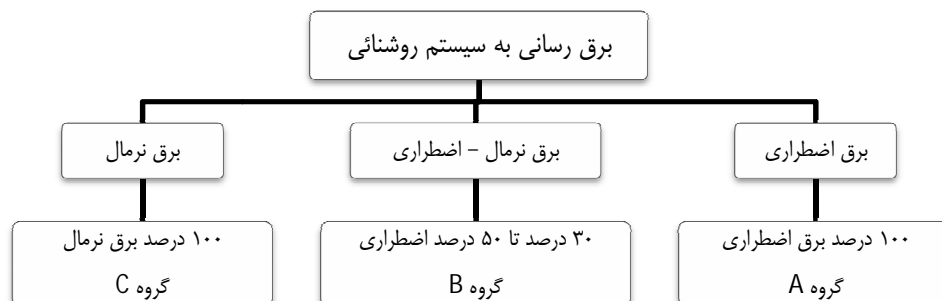 برق رسانی به سیستم روشنائی
برق اضطراری
برق نرمال – اضطراری
برق نرمال
۱۰۰ درصد برق اضطراری
گروه A
۳۰ درصد تا ۵۰ درصد اضطراری
گروه B
۱۰۰ درصد برق نرمال
گروه C